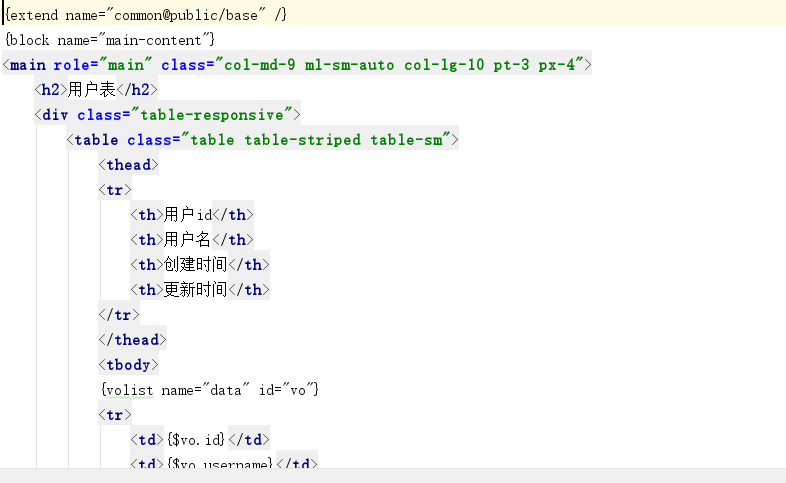 {extend name="common@public/base" /}
{block name="main-content"}
<main role="main" class="col-md-9 ml-sm-auto col-lg-10 pt-3 px-4">
<h2>用户表</h2>
<div class="table-responsive">
<table class="table table-striped table-sm">
<thead>
<tr>
<th>用户id</th>
<th>用户名</th>
<th>创建时间</th>
<th>更新时间</th>
</tr>
</thead>
<tbody>
{volist name="data" id="vo"}
<tr>
<td>{$vo.id}</td>
<td>{$vo.username}</td>